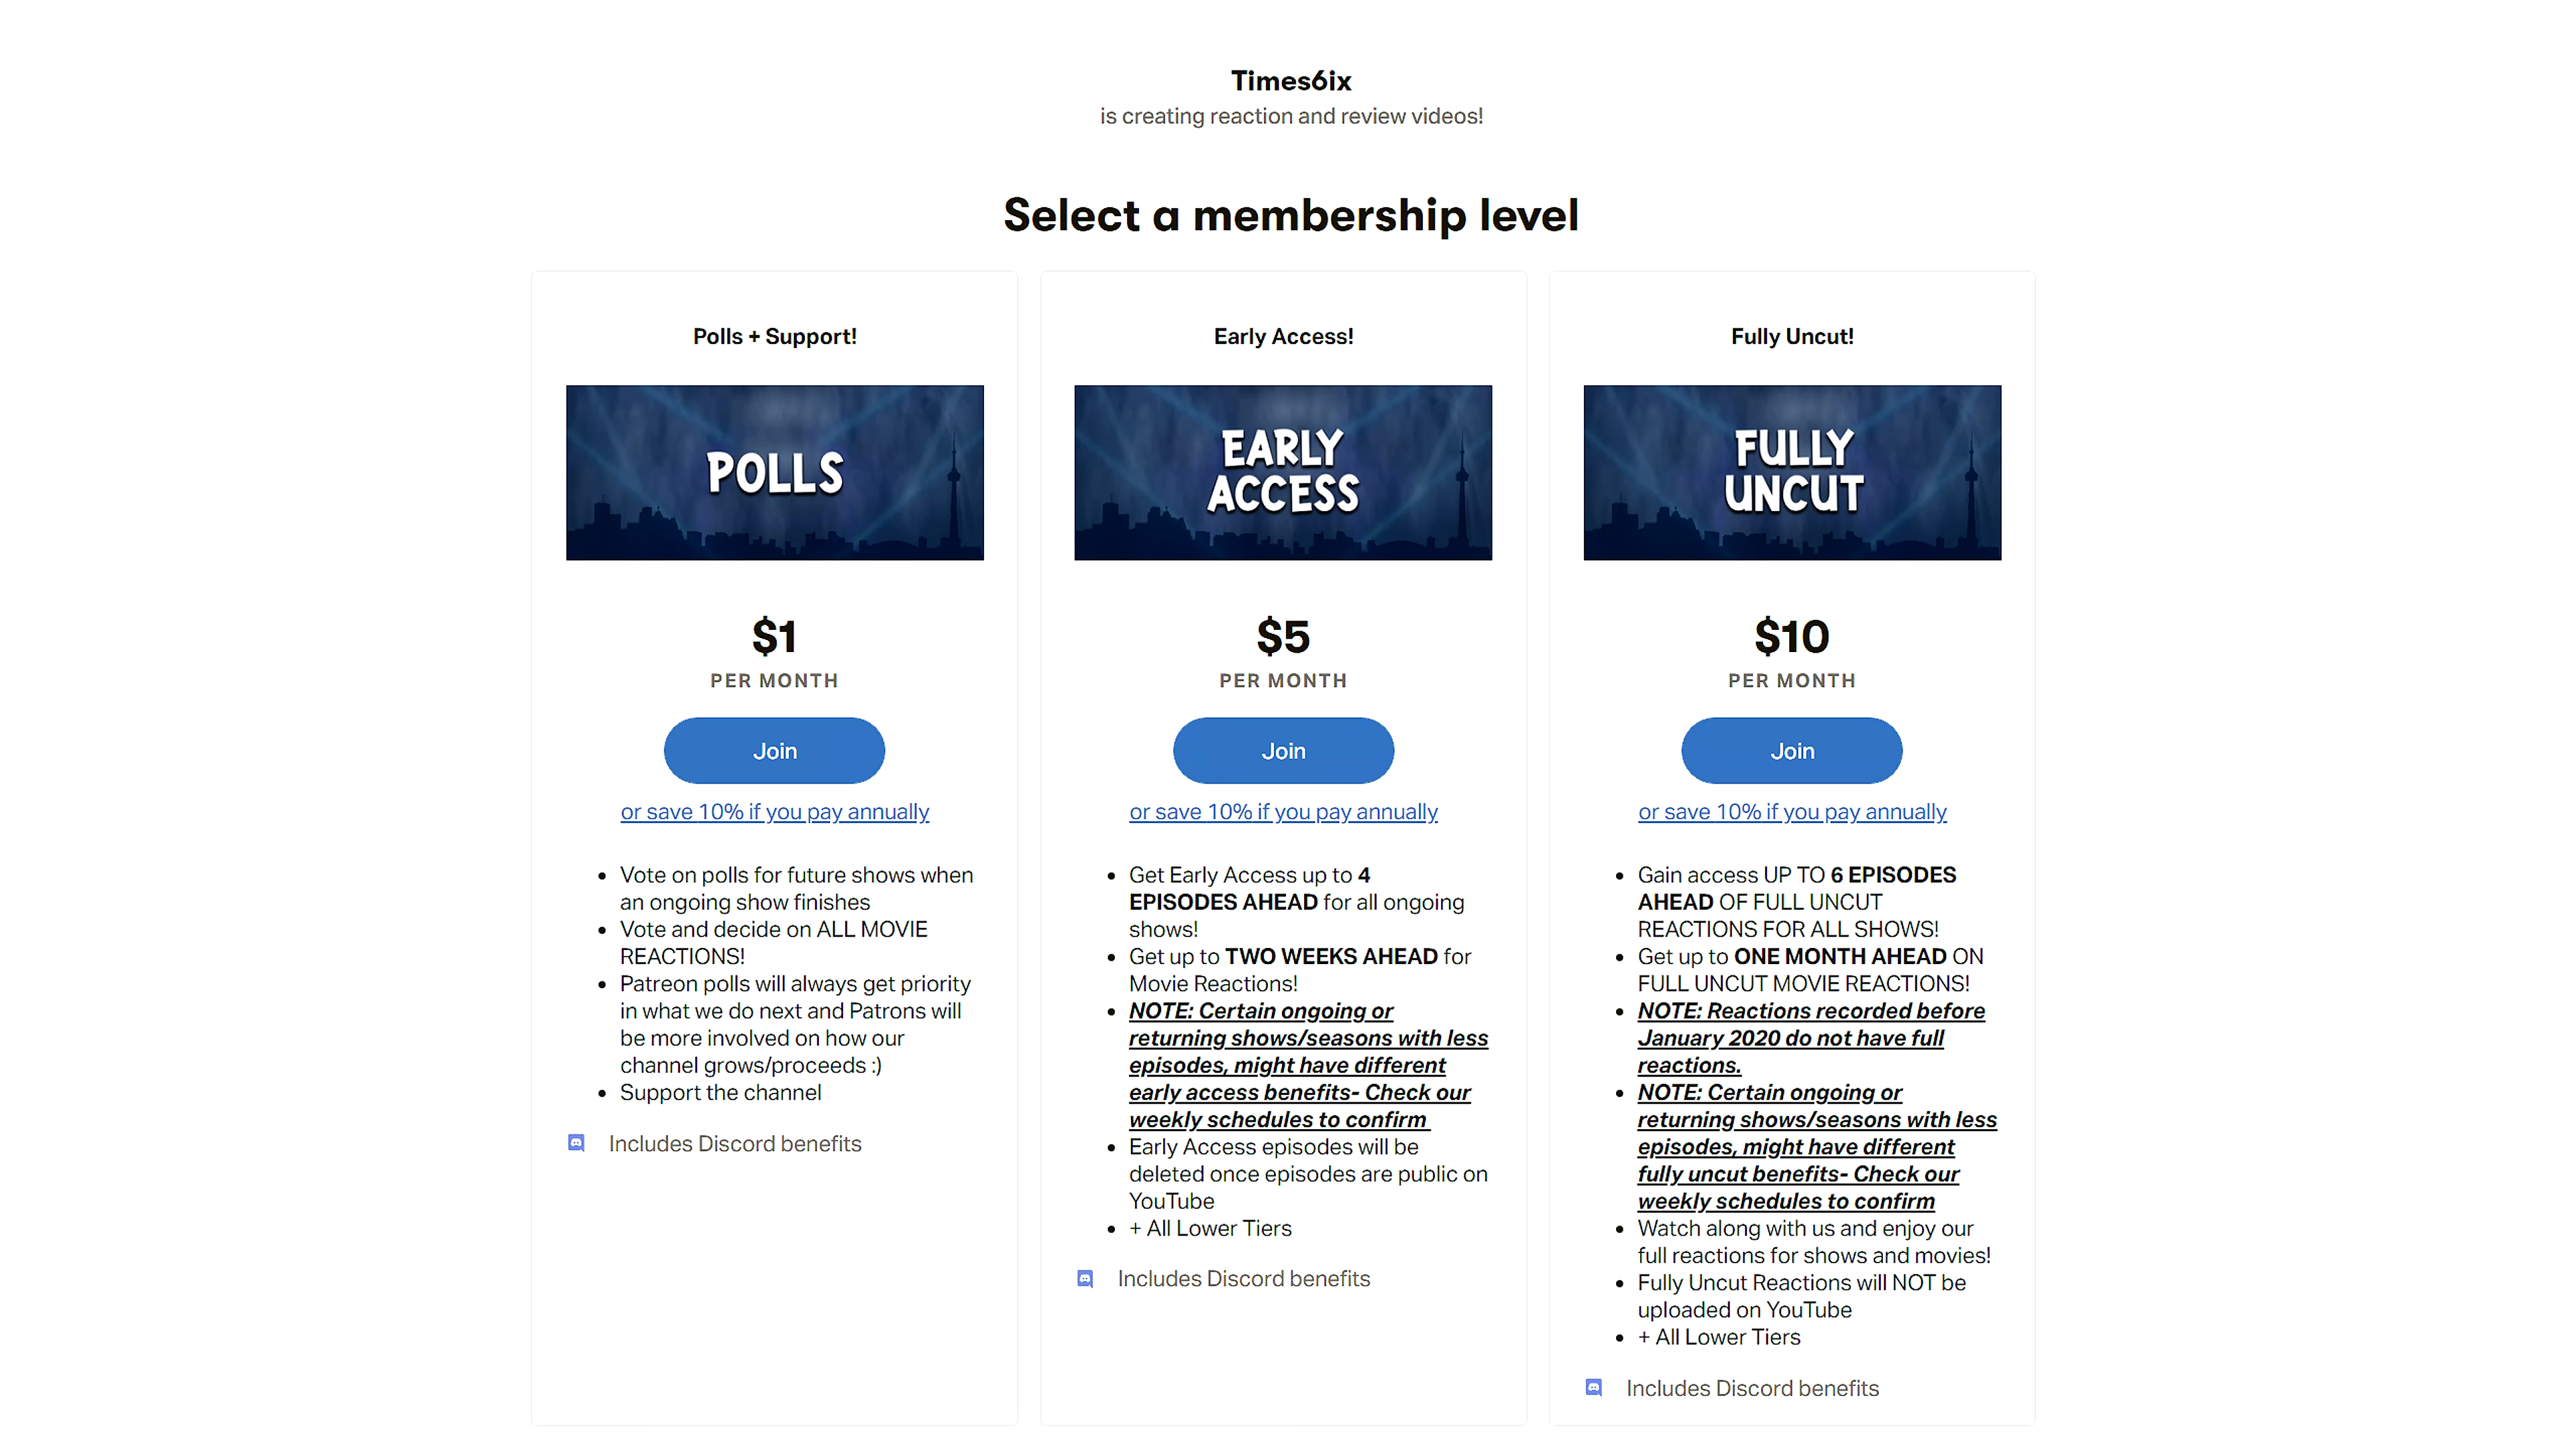 Times6ix
is creating reaction and review videos!
Select a membership level
Polls + Support!
POLLS
$1
PER MONTH
Join
or save 10% if you pay annually
• Vote on polls for future shows when
an ongoing show finishes
• Vote and decide on ALL MOVIE
REACTIONS!
• Patreon polls will always get priority
in what we do next and Patrons will
be more involved on how our
channel grows/proceeds :)
• Support the channel
Includes Discord benefits
Early Access!
EARLY
ACCESS
$5
PER MONTH
Join
or save 10% if you pay annually
• Get Early Access up to 4
EPISODES AHEAD for all ongoing
shows!
• Get up to TWO WEEKS AHEAD for
Movie Reactions!
• NOTE: Certain ongoing or
returning shows/seasons with less
episodes, might have different
early access benefits- Check our
weekly schedules to confirm
• Early Access episodes will be
deleted once episodes are public on
YouTube
• + All Lower Tiers
Includes Discord benefits
Fully Uncut!
FULLY
UNCUT
$10
PER MONTH
Join
or save 10% if you pay annually
• Gain access UP TO 6 EPISODES
AHEAD OF FULL UNCUT
REACTIONS FOR ALL SHOWS!
• Get up to ONE MONTH AHEAD ON
FULL UNCUT MOVIE REACTIONS!
• NOTE: Reactions recorded before
January 2020 do not have full
reactions.
• NOTE: Certain ongoing or
returning shows/seasons with less
episodes, might have different
fully uncut benefits- Check our
weekly schedules to confirm
• Watch along with us and enjoy our
full reactions for shows and movies!
• Fully Uncut Reactions will NOT be
uploaded on YouTube
• + All Lower Tiers
Includes Discord benefits